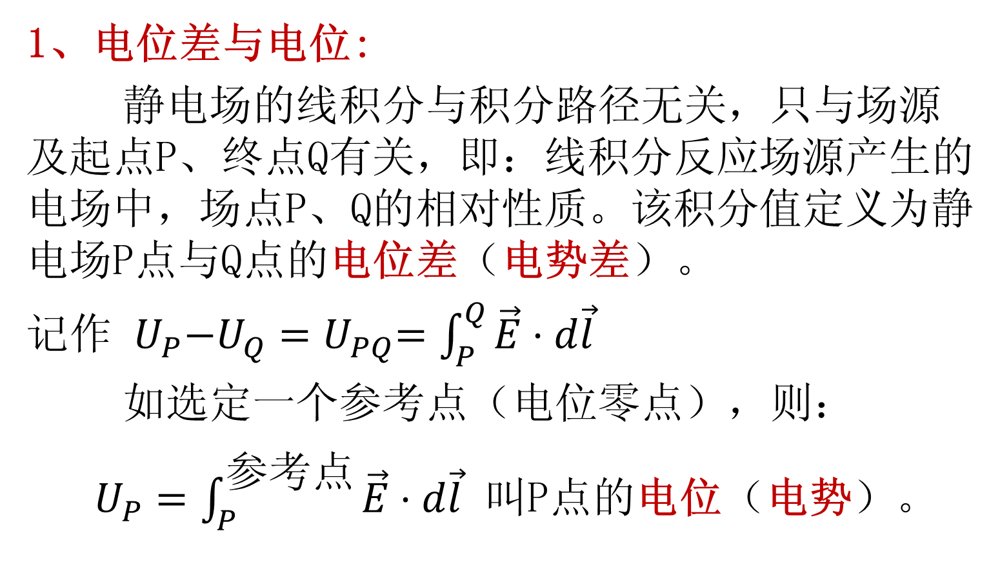 1、电位差与电位:
静电场的线积分与积分路径无关，只与场源
及起点P、终点Q有关，即：线积分反应场源产生的
电场中，场点P、Q的相对性质。该积分值定义为静
电场P点与Q点的电位差（电势差）。
记作 $U_P - U_Q = U_{PQ} = \int_P^Q \vec{E} \cdot d\vec{l}$
如选定一个参考点（电位零点），则：
$U_P = \int_P^{参考点} \vec{E} \cdot d\vec{l}$ 叫P点的电位（电势）。